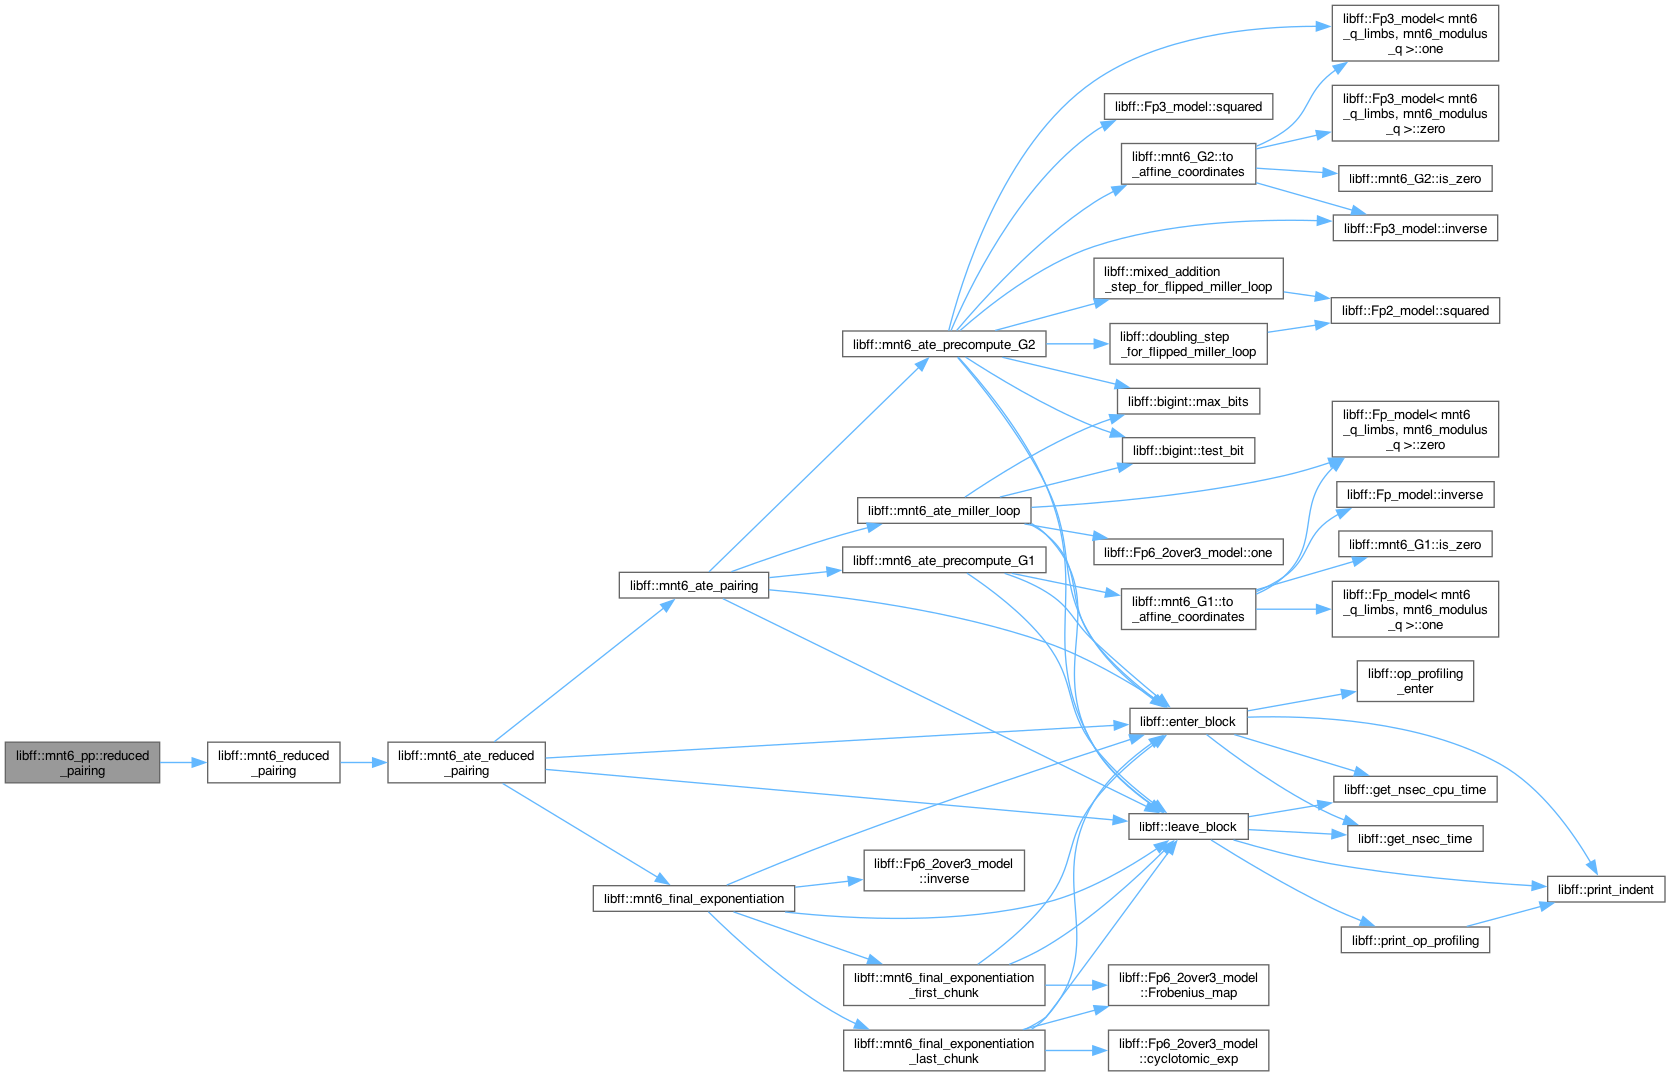 libff::Fp3_model< mnt6
_q_limbs, mnt6_modulus
_q >::one
libff::Fp3_model::squared
libff::Fp3_model< mnt6
_q_limbs, mnt6_modulus
_q >::zero
libff::mnt6_G2::to
_affine_coordinates
libff::mnt6_G2::is_zero
libff::Fp3_model::inverse
libff::mixed_addition
_step_for_flipped_miller_loop
libff::Fp2_model::squared
libff::mnt6_ate_precompute_G2
libff::doubling_step
_for_flipped_miller_loop
libff::bigint::max_bits
libff::Fp_model< mnt6
_q_limbs, mnt6_modulus
_q >::zero
libff::bigint::test_bit
libff::Fp_model::inverse
libff::mnt6_ate_miller_loop
libff::Fp6_2over3_model::one
libff::mnt6_G1::is_zero
libff::mnt6_ate_precompute_G1
libff::mnt6_ate_pairing
libff::mnt6_G1::to
_affine_coordinates
libff::Fp_model< mnt6
_q_limbs, mnt6_modulus
_q >::one
libff::op_profiling
_enter
libff::enter_block
libff::mnt6_pp::reduced
_pairing
libff::mnt6_reduced
_pairing
libff::mnt6_ate_reduced
_pairing
libff::get_nsec_cpu_time
libff::leave_block
libff::get_nsec_time
libff::Fp6_2over3_model
::inverse
libff::mnt6_final_exponentiation
libff::print_indent
libff::print_op_profiling
libff::mnt6_final_exponentiation
_first_chunk
libff::Fp6_2over3_model
::Frobenius_map
libff::mnt6_final_exponentiation
_last_chunk
libff::Fp6_2over3_model
::cyclotomic_exp